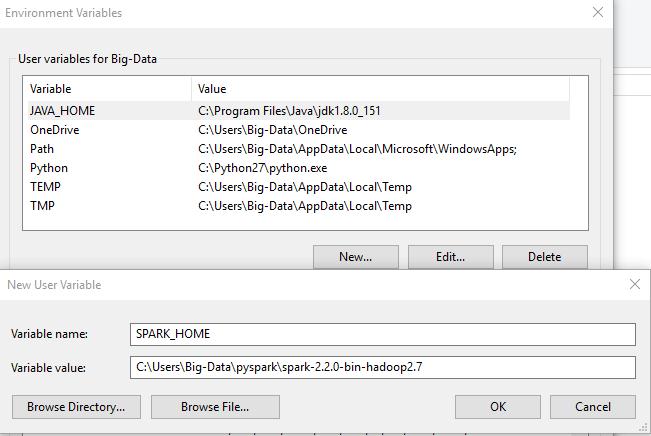 Environment Variables
User variables for Big-Data
Variable Value
JAVA_HOME C:\Program Files\Java\jdk1.8.0_151
OneDrive C:\Users\Big-Data\OneDrive
Path C:\Users\Big-Data\AppData\Local\Microsoft\WindowsApps;
Python C:\Python27\python.exe
TEMP C:\Users\Big-Data\AppData\Local\Temp
TMP C:\Users\Big-Data\AppData\Local\Temp
New... Edit... Delete
New User Variable
Variable name: SPARK_HOME
Variable value: C:\Users\Big-Data\pyspark\spark-2.2.0-bin-hadoop2.7
Browse Directory... Browse File... OK Cancel